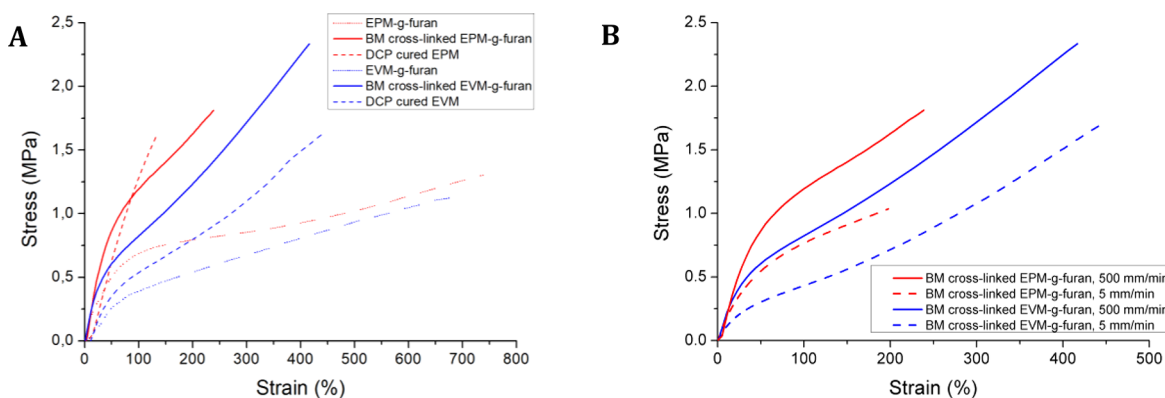 A
2,5
2,0
1,5
1,0
0,5
0,0
Stress (MPa)
0 100 200 300 400 500 600 700 800
Strain (%)
EPM-g-furan
BM cross-linked EPM-g-furan
DCP cured EPM
EVM-g-furan
BM cross-linked EVM-g-furan
DCP cured EVM
B
2,5
2,0
1,5
1,0
0,5
0,0
Stress (MPa)
0 100 200 300 400 500
Strain (%)
BM cross-linked EPM-g-furan, 500 mm/min
BM cross-linked EPM-g-furan, 5 mm/min
BM cross-linked EVM-g-furan, 500 mm/min
BM cross-linked EVM-g-furan, 5 mm/min